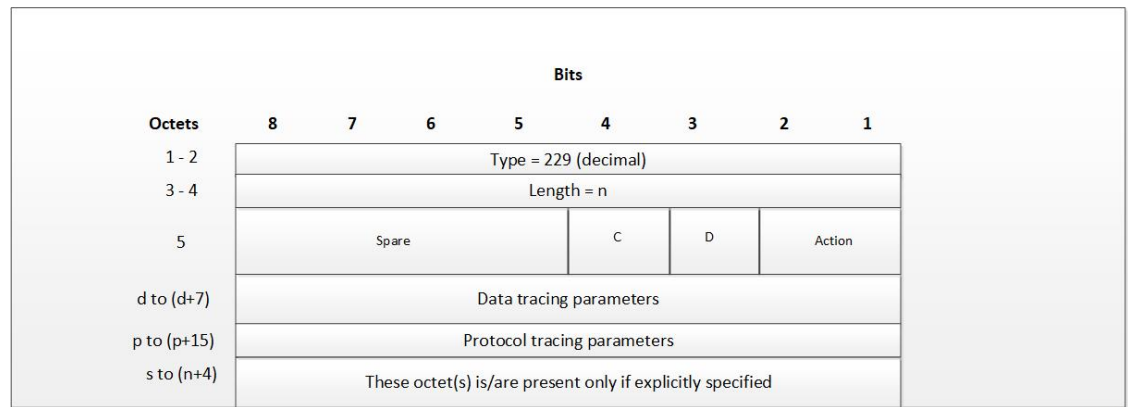 Bits
Octets 8 7 6 5 4 3 2 1
1 - 2 Type = 229 (decimal)
3 - 4 Length = n
5 Spare C D Action
d to (d+7) Data tracing parameters
p to (p+15) Protocol tracing parameters
s to (n+4) These octet(s) is/are present only if explicitly specified